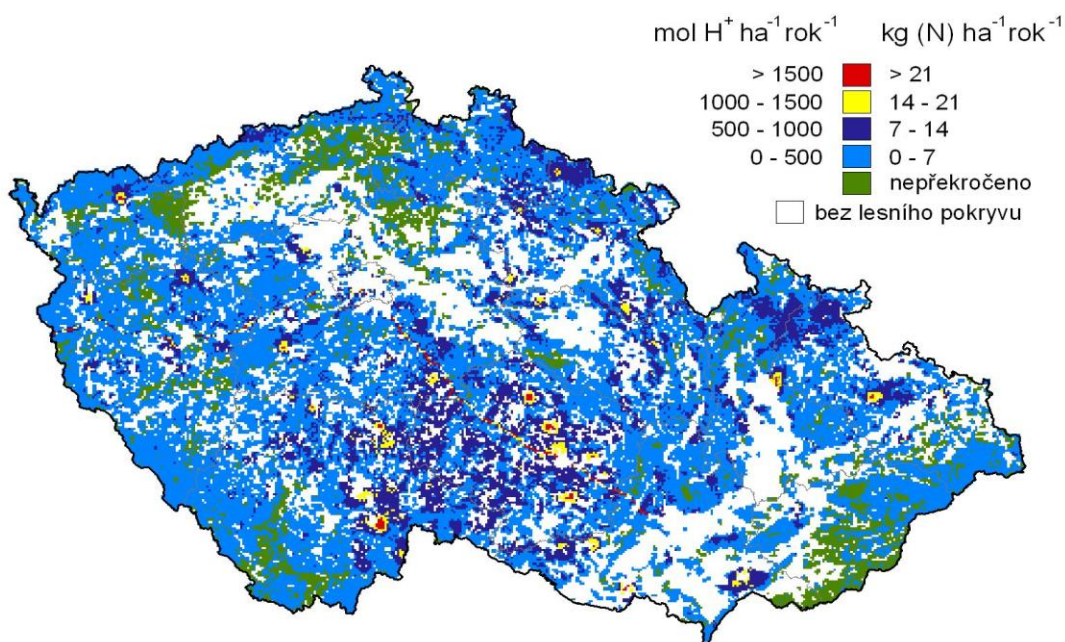 mol H⁺ ha⁻¹rok⁻¹ kg (N) ha⁻¹rok⁻¹
> 1500 > 21
1000 - 1500 14 - 21
500 - 1000 7 - 14
0 - 500 0 - 7
nepřekročeno
bez lesního pokryvu